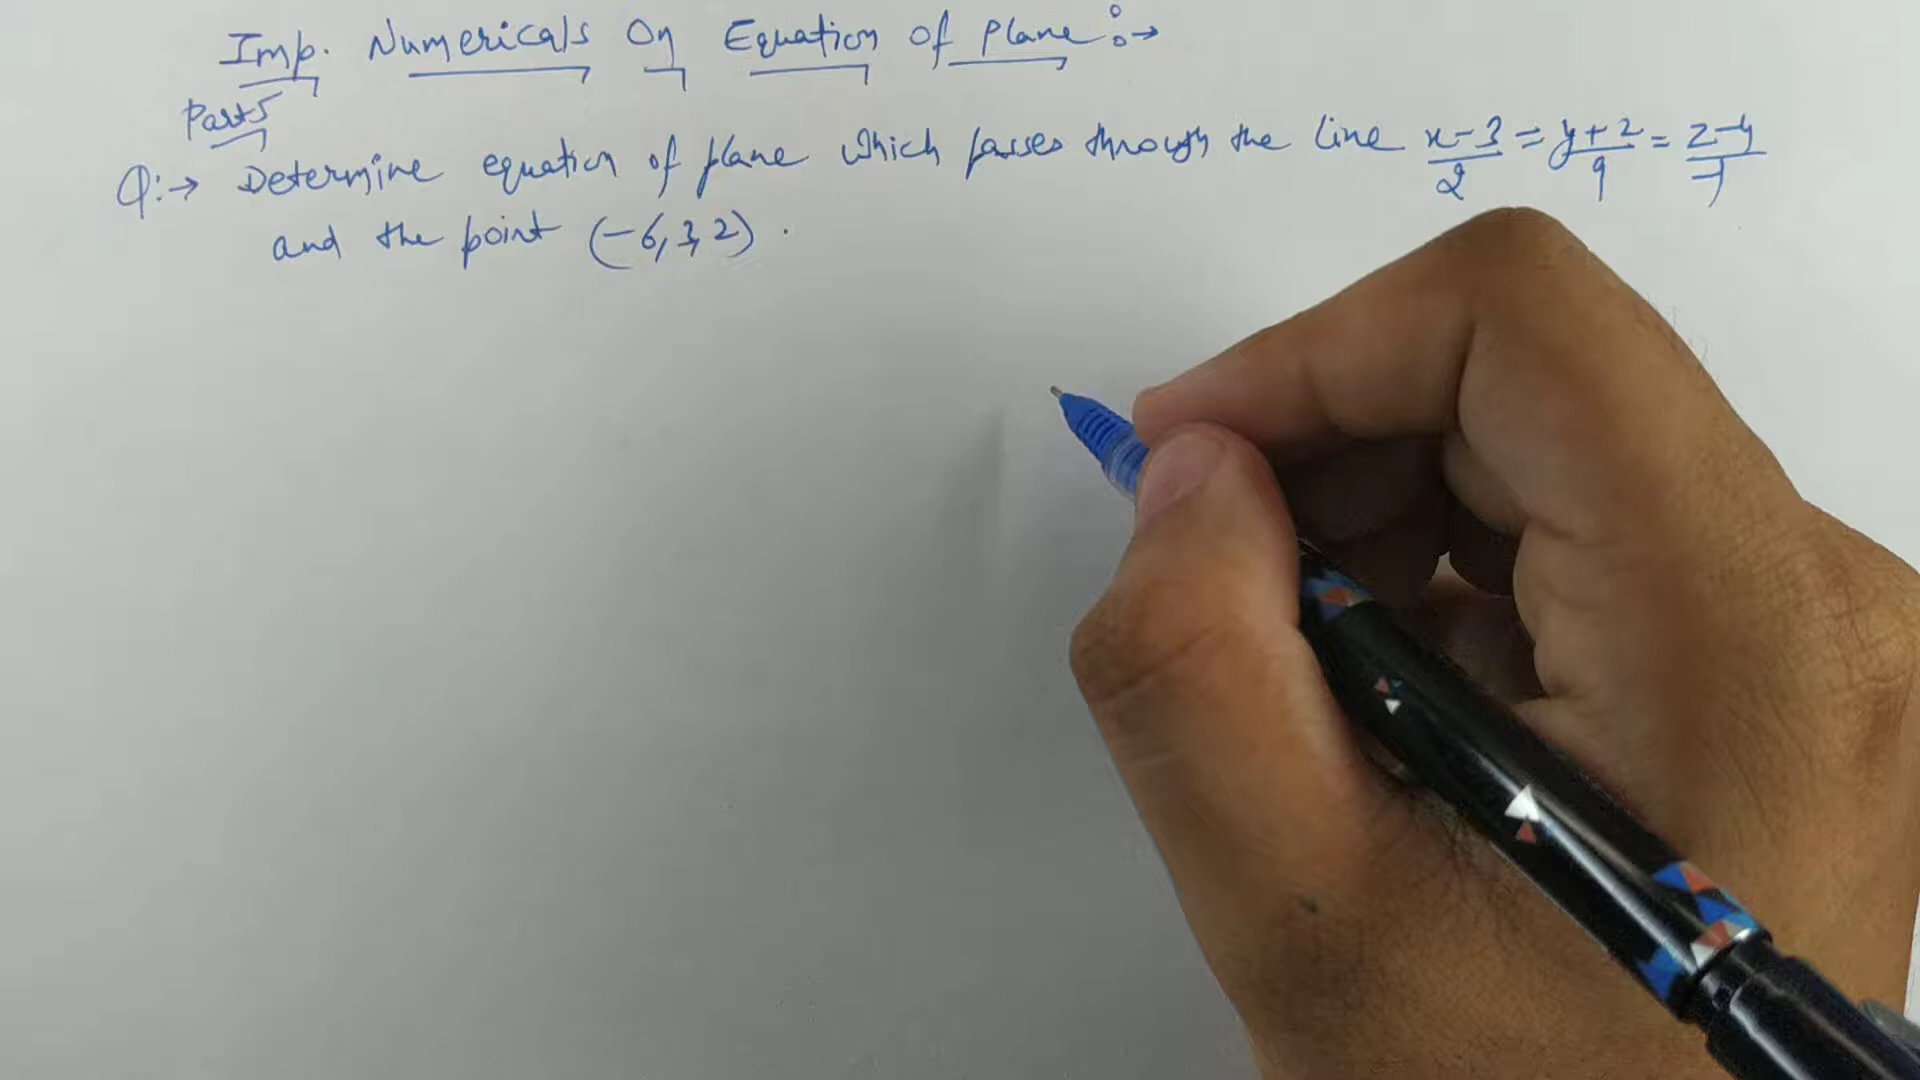 Imp. Numericals On Equation of Plane :→
Part 5
Q:→ Determine equation of plane which passes through the line x-3/2 = y+2/9 = z-4/-1
and the point (-6, 3, 2) .